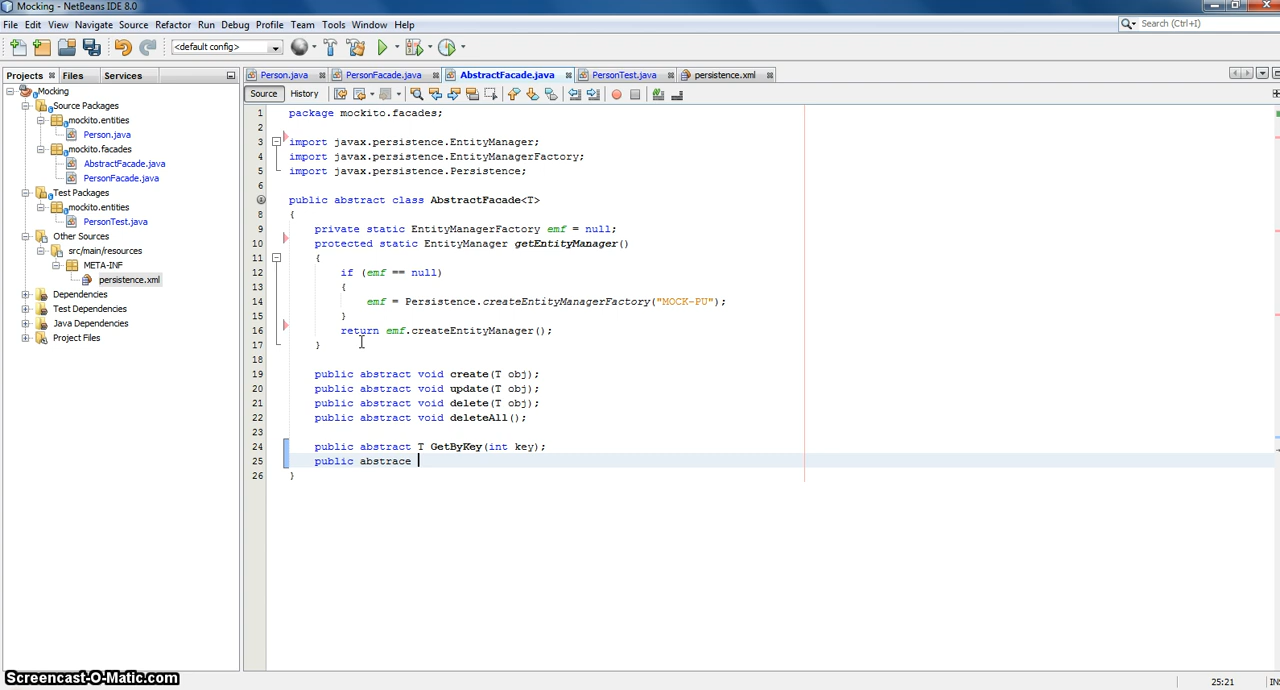 Mocking - NetBeans IDE 8.0
File Edit View Navigate Source Refactor Run Debug Profile Team Tools Window Help
Search (Ctrl+I)
<default config>
Projects Files Services
Person.java PersonFacade.java AbstractFacade.java PersonTest.java persistence.xml
Source History
Mocking
Source Packages
mockito.entities
Person.java
mockito.facades
AbstractFacade.java
PersonFacade.java
Test Packages
mockito.entities
PersonTest.java
Other Sources
src/main/resources
META-INF
persistence.xml
Dependencies
Test Dependencies
Java Dependencies
Project Files
1 package mockito.facades;
2
3 import javax.persistence.EntityManager;
4 import javax.persistence.EntityManagerFactory;
5 import javax.persistence.Persistence;
6
public abstract class AbstractFacade<T>
8 {
9 private static EntityManagerFactory emf = null;
10 protected static EntityManager getEntityManager()
11 {
12 if (emf == null)
13 {
14 emf = Persistence.createEntityManagerFactory("MOCK-PU");
15 }
16 return emf.createEntityManager();
17 }
18
19 public abstract void create(T obj);
20 public abstract void update(T obj);
21 public abstract void delete(T obj);
22 public abstract void deleteAll();
23
24 public abstract T GetByKey(int key);
25 public abstrace
26 }
Screencast-O-Matic.com
25:21
IN